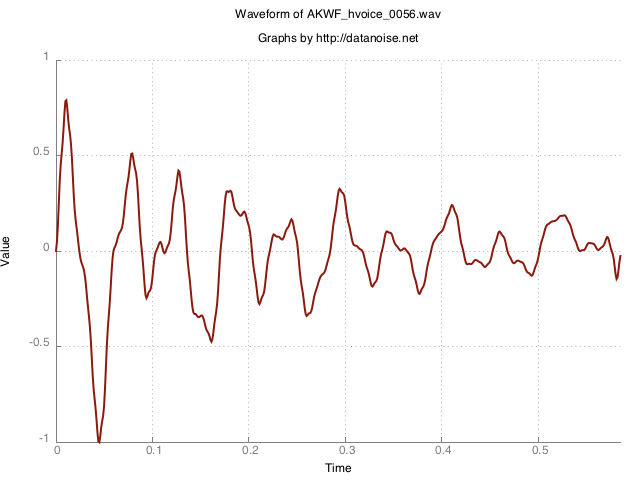 Waveform of AKWF_hvoice_0056.wav
Graphs by http://datanoise.net
1
0.5
0
-0.5
-1
Value
0 0.1 0.2 0.3 0.4 0.5
Time